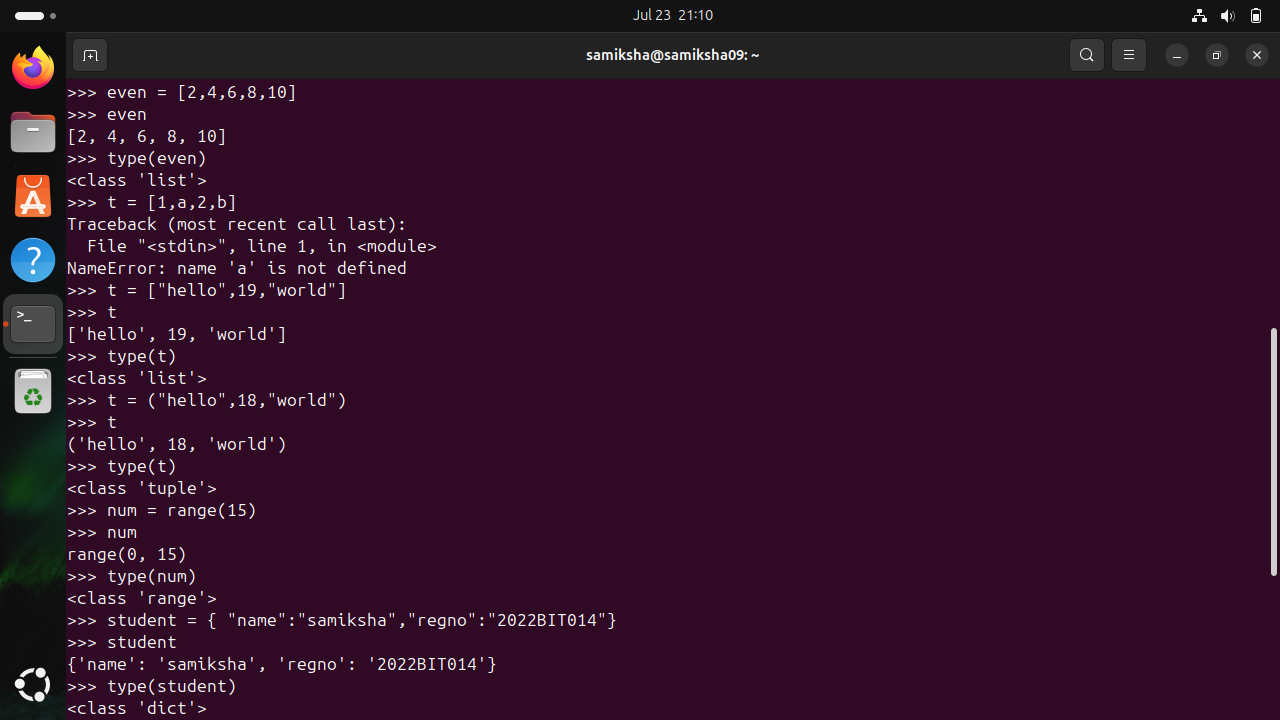 Jul 23 21:10
samiksha@samiksha09: ~
>>> even = [2,4,6,8,10]
>>> even
[2, 4, 6, 8, 10]
>>> type(even)
<class 'list'>
>>> t = [1,a,2,b]
Traceback (most recent call last):
  File "<stdin>", line 1, in <module>
NameError: name 'a' is not defined
>>> t = ["hello",19,"world"]
>>> t
['hello', 19, 'world']
>>> type(t)
<class 'list'>
>>> t = ("hello",18,"world")
>>> t
('hello', 18, 'world')
>>> type(t)
<class 'tuple'>
>>> num = range(15)
>>> num
range(0, 15)
>>> type(num)
<class 'range'>
>>> student = { "name":"samiksha","regno":"2022BIT014"}
>>> student
{'name': 'samiksha', 'regno': '2022BIT014'}
>>> type(student)
<class 'dict'>